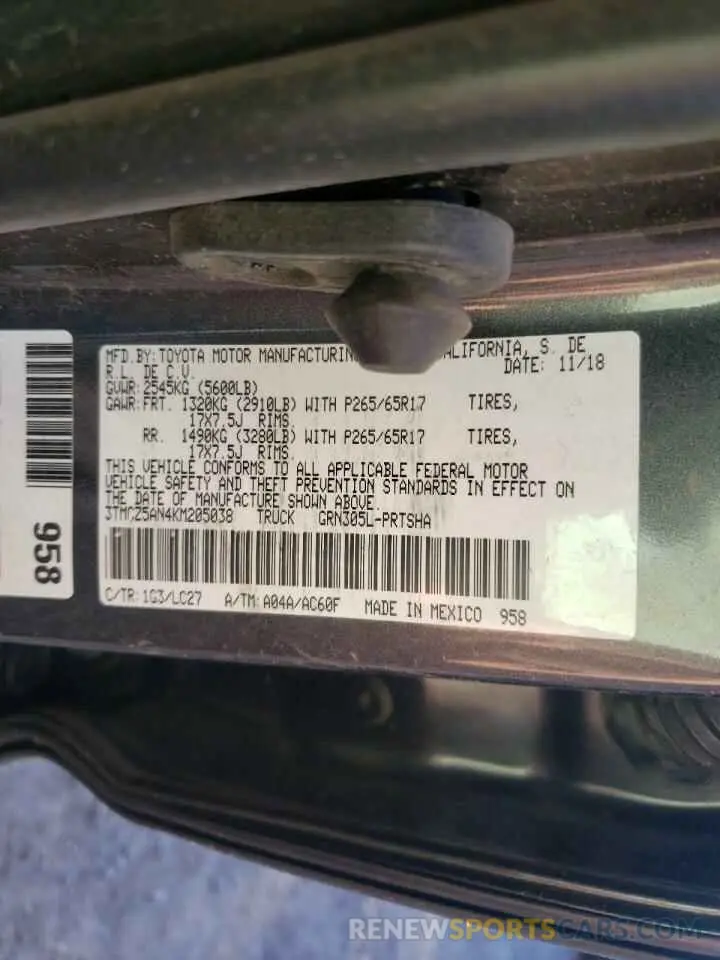 MFD.BY:TOYOTA MOTOR MANUFACTURING CALIFORNIA, S. DE
R.L. DE C.V. DATE: 11/18
GVWR:2545KG (5600LB)
GAWR:FRT. 1320KG (2910LB) WITH P265/65R17 TIRES,
17X7.5J RIMS,
RR. 1490KG (3280LB) WITH P265/65R17 TIRES,
17X7.5J RIMS.
THIS VEHICLE CONFORMS TO ALL APPLICABLE FEDERAL MOTOR
VEHICLE SAFETY AND THEFT PREVENTION STANDARDS IN EFFECT ON
THE DATE OF MANUFACTURE SHOWN ABOVE.
3TMCZ5AN4KM205038 TRUCK GRN305L-PRTSHA
C/TR:1G3/LC27 A/TM:A04A/AC60F MADE IN MEXICO 958
958
RENEWSPORTSCARS.COM